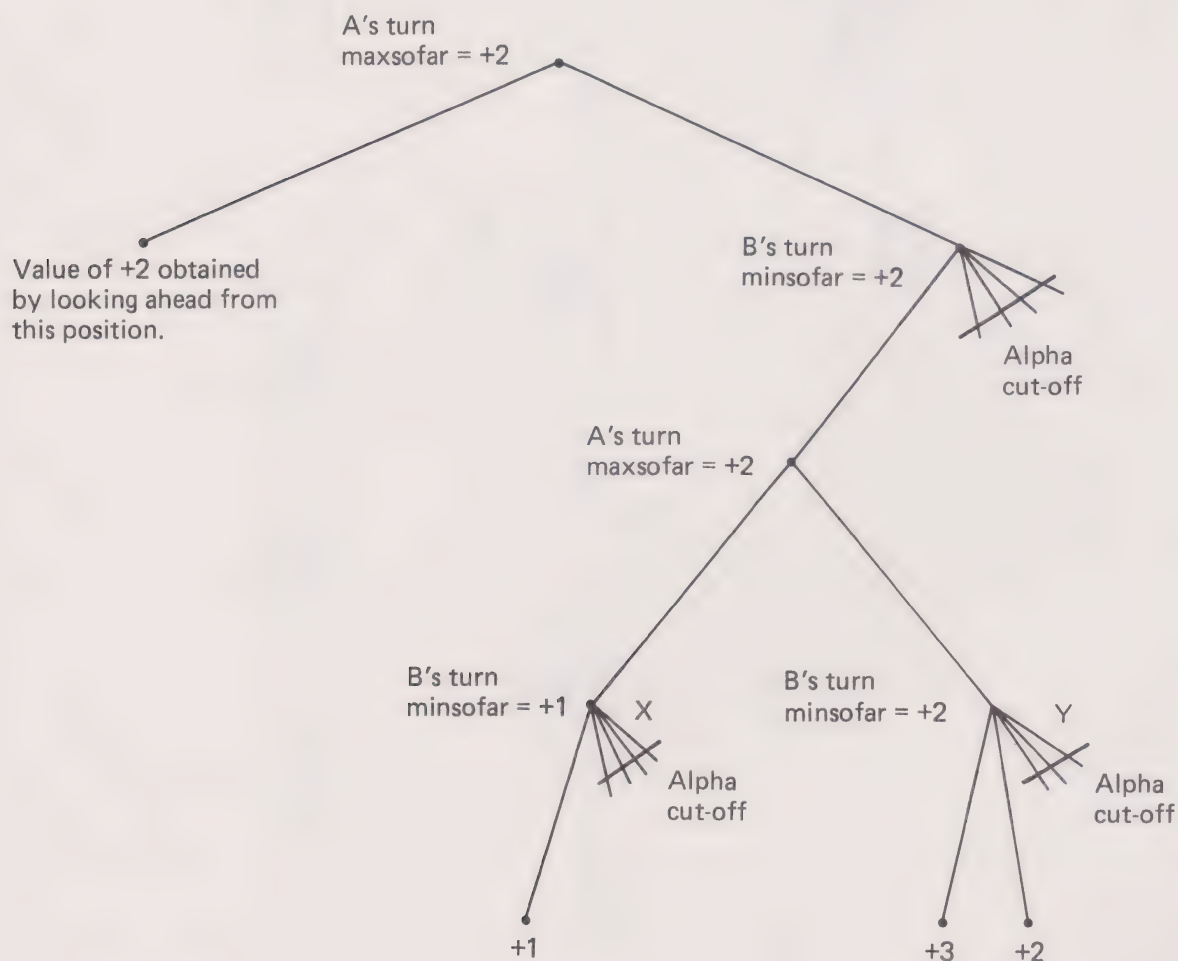 A's turn
maxsofar = +2
Value of +2 obtained
by looking ahead from
this position.
B's turn
minsofar = +2
Alpha
cut-off
A's turn
maxsofar = +2
B's turn
minsofar = +1
X
Alpha
cut-off
B's turn
minsofar = +2
Y
Alpha
cut-off
+1
+3
+2